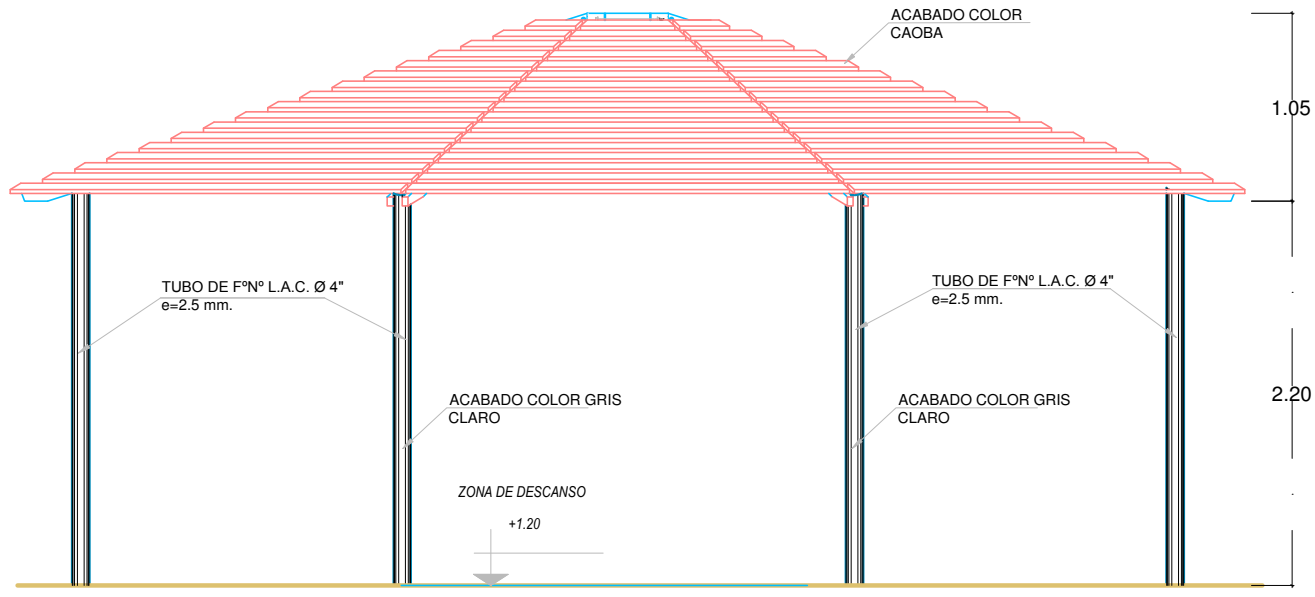 ACABADO COLOR
CAOBA
1.05
TUBO DE FºNº L.A.C. Ø 4"
e=2.5 mm.
TUBO DE FºNº L.A.C. Ø 4"
e=2.5 mm.
2.20
ACABADO COLOR GRIS
CLARO
ACABADO COLOR GRIS
CLARO
ZONA DE DESCANSO
+1.20